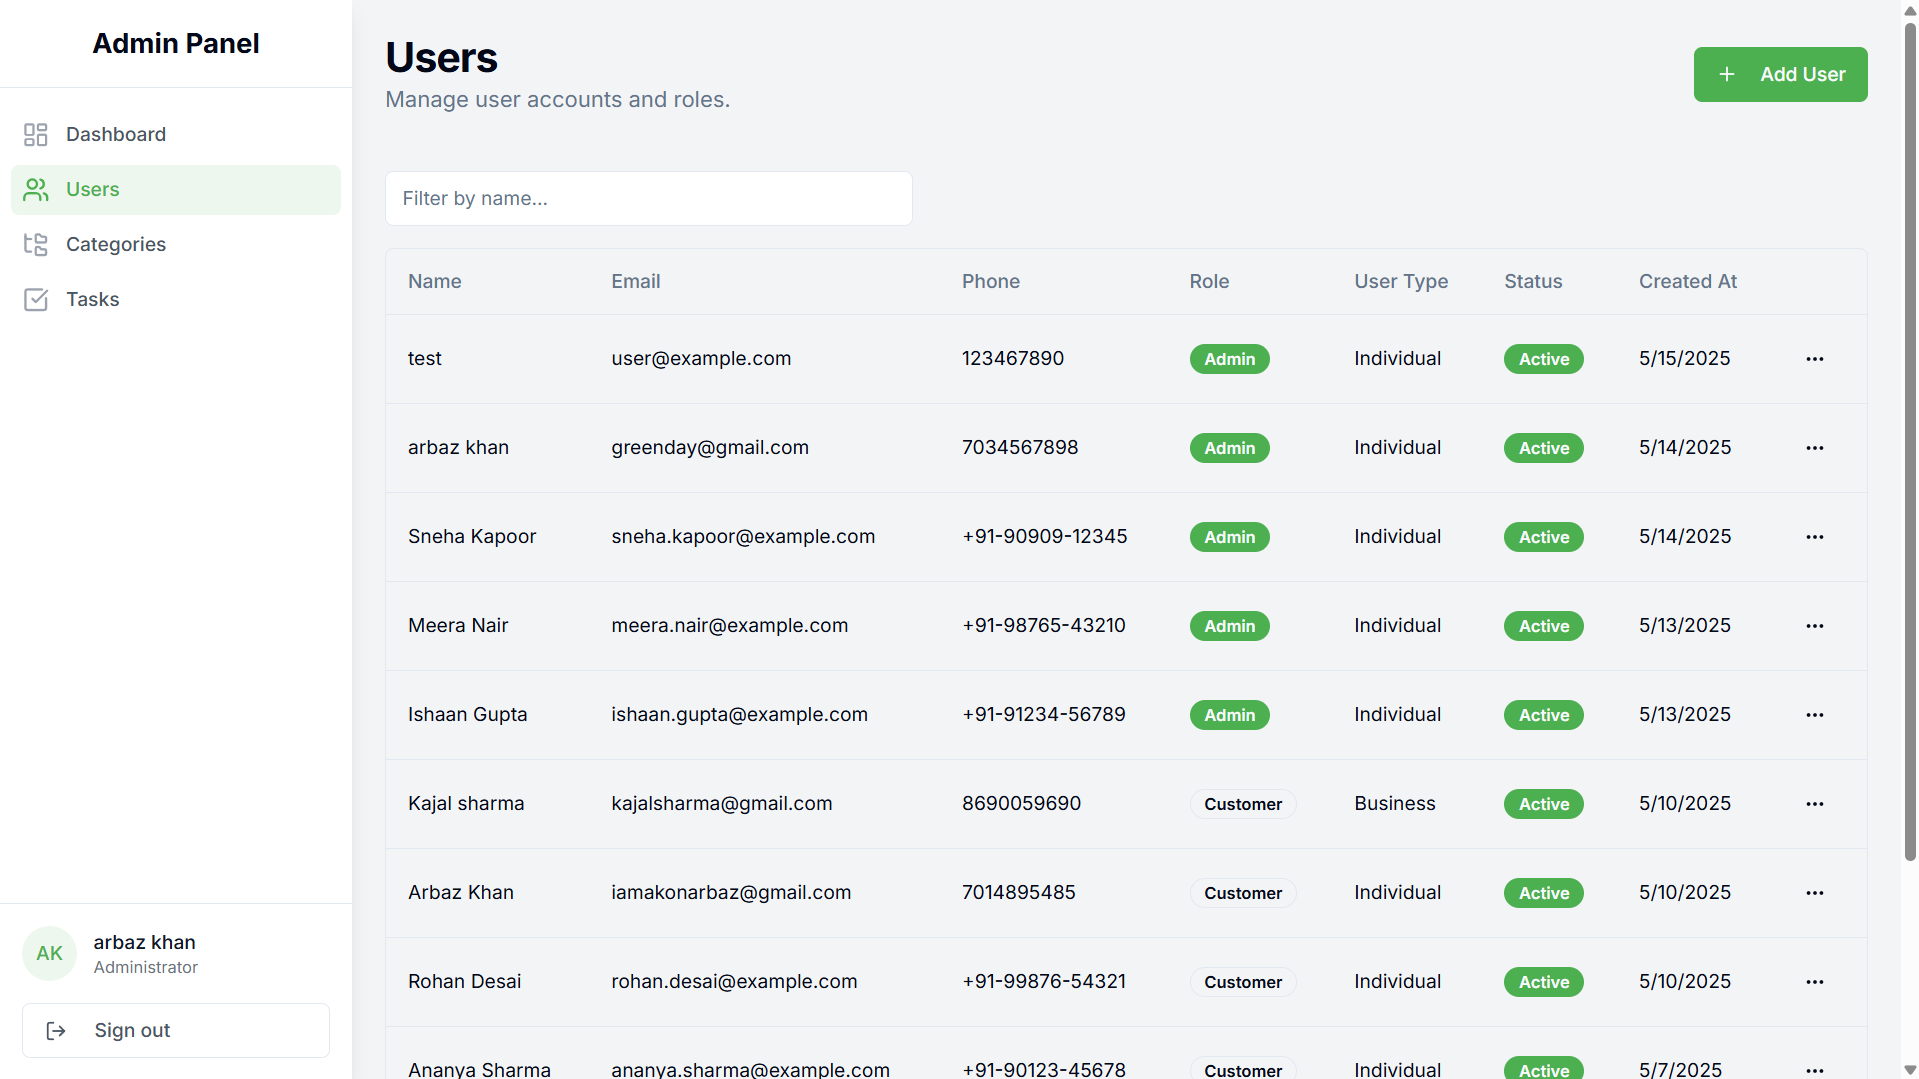 Admin Panel
Dashboard
Users
Categories
Tasks
AK
arbaz khan
Administrator
Sign out
Users
Manage user accounts and roles.
Add User
Filter by name...
Name Email Phone Role User Type Status Created At
test user@example.com 123467890 Admin Individual Active 5/15/2025
arbaz khan greenday@gmail.com 7034567898 Admin Individual Active 5/14/2025
Sneha Kapoor sneha.kapoor@example.com +91-90909-12345 Admin Individual Active 5/14/2025
Meera Nair meera.nair@example.com +91-98765-43210 Admin Individual Active 5/13/2025
Ishaan Gupta ishaan.gupta@example.com +91-91234-56789 Admin Individual Active 5/13/2025
Kajal sharma kajalsharma@gmail.com 8690059690 Customer Business Active 5/10/2025
Arbaz Khan iamakonarbaz@gmail.com 7014895485 Customer Individual Active 5/10/2025
Rohan Desai rohan.desai@example.com +91-99876-54321 Customer Individual Active 5/10/2025
Ananya Sharma ananya.sharma@example.com +91-90123-45678 Customer Individual Active 5/7/2025